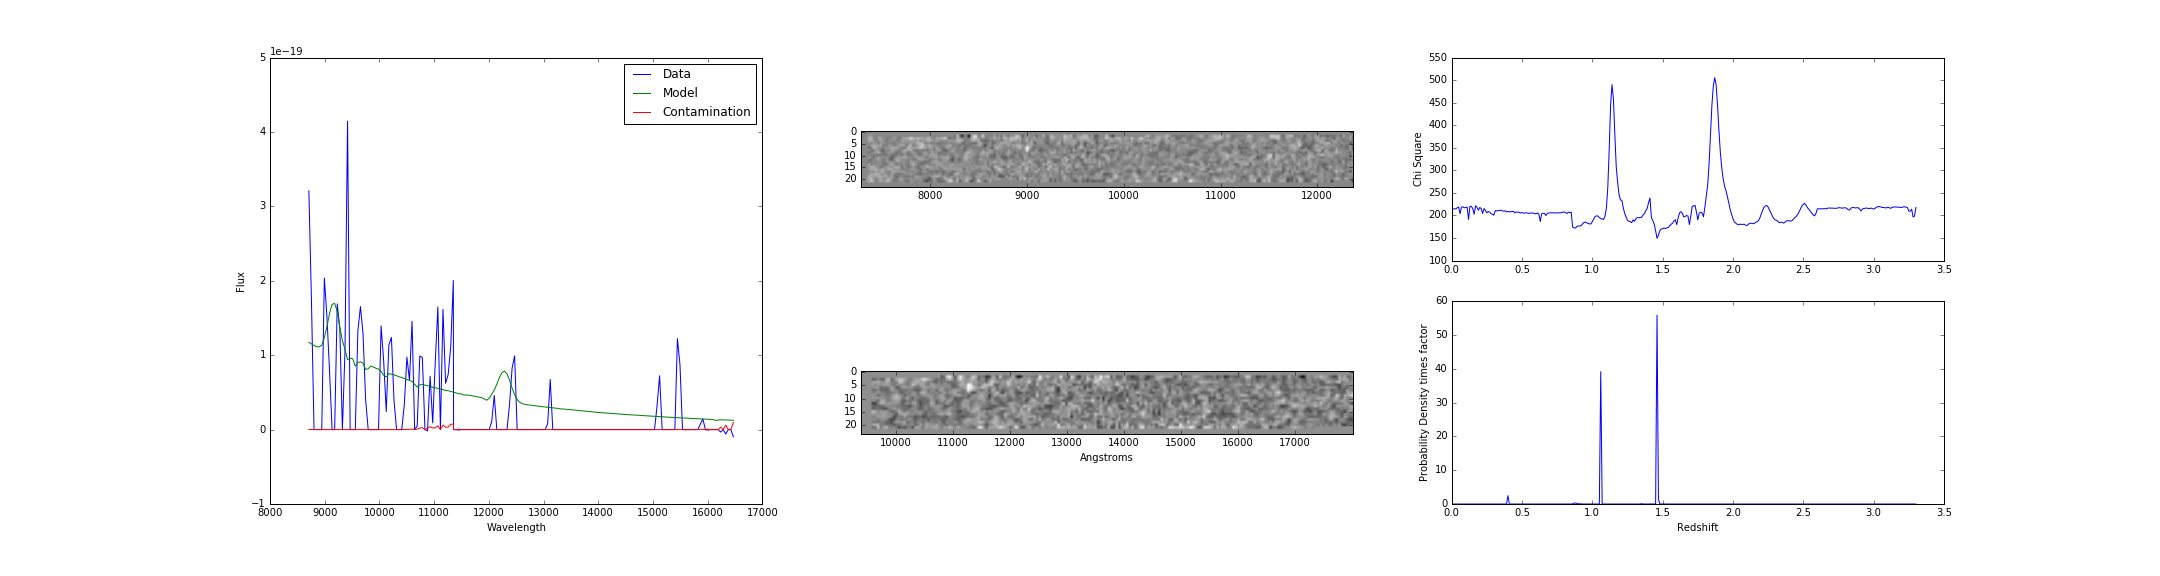 1e−19
5
4
3
2
1
0
−1
Flux
8000 9000 10000 11000 12000 13000 14000 15000 16000 17000
Wavelength
Data
Model
Contamination
0
5
10
15
20
8000 9000 10000 11000 12000
0
5
10
15
20
10000 11000 12000 13000 14000 15000 16000 17000
Angstroms
550
500
450
400
350
300
250
200
150
100
Chi Square
0.0 0.5 1.0 1.5 2.0 2.5 3.0 3.5
60
50
40
30
20
10
0
Probability Density times factor
0.0 0.5 1.0 1.5 2.0 2.5 3.0 3.5
Redshift